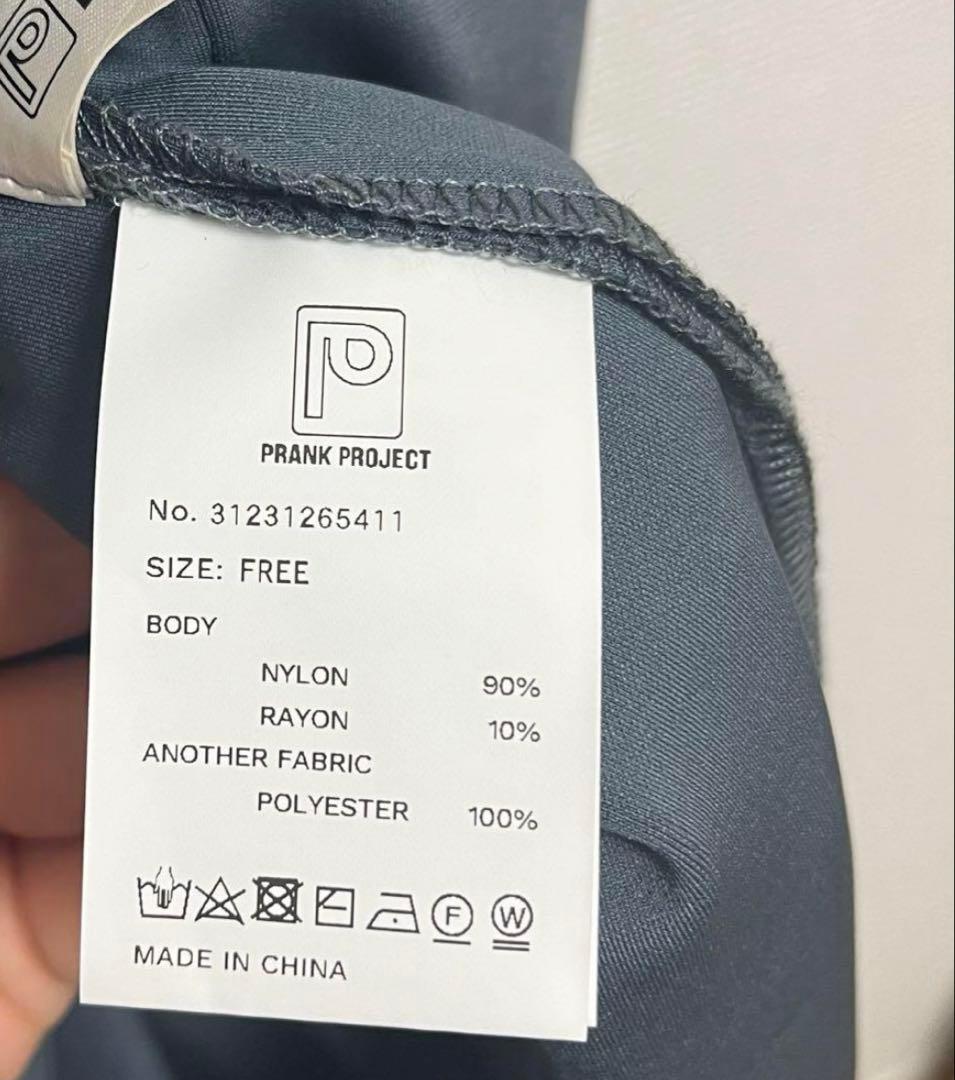 P
P
PRANK PROJECT
No. 31231265411
SIZE: FREE
BODY
NYLON 90%
RAYON 10%
ANOTHER FABRIC
POLYESTER 100%
F W
MADE IN CHINA